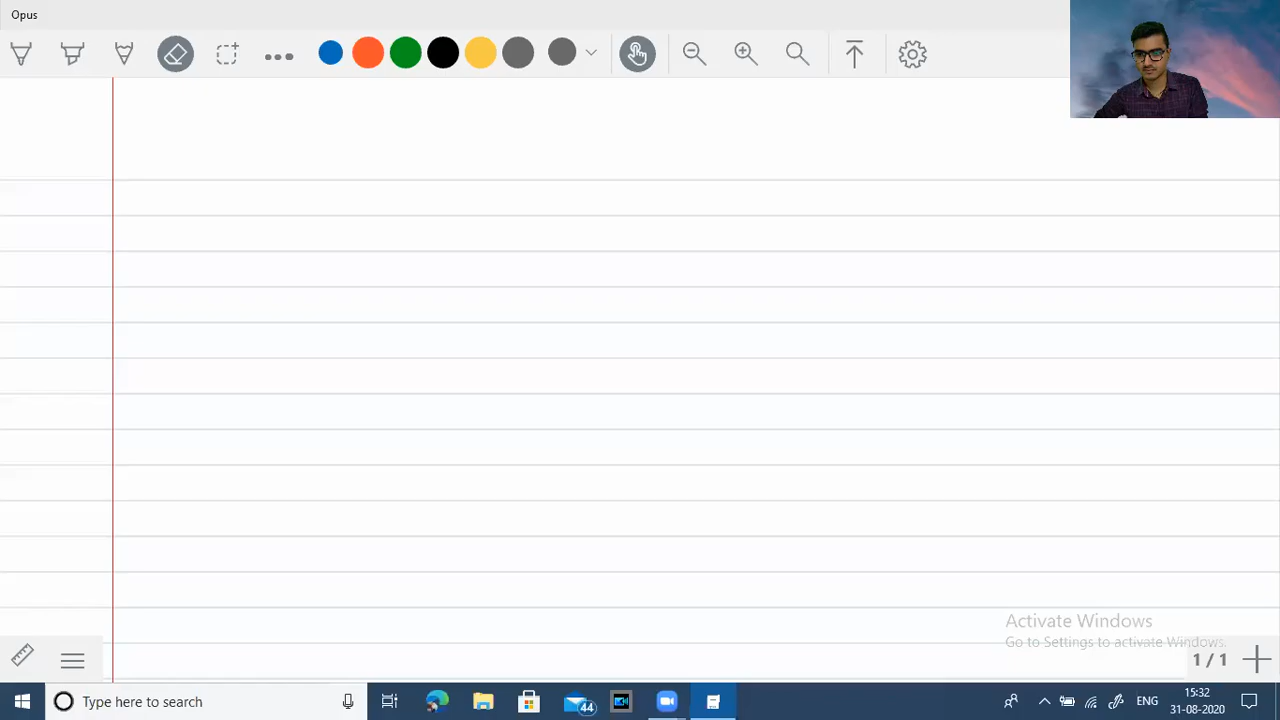 Opus
Activate Windows
Go to Settings to activate Windows.
1 / 1
Type here to search
44
ENG
15:32
31-08-2020